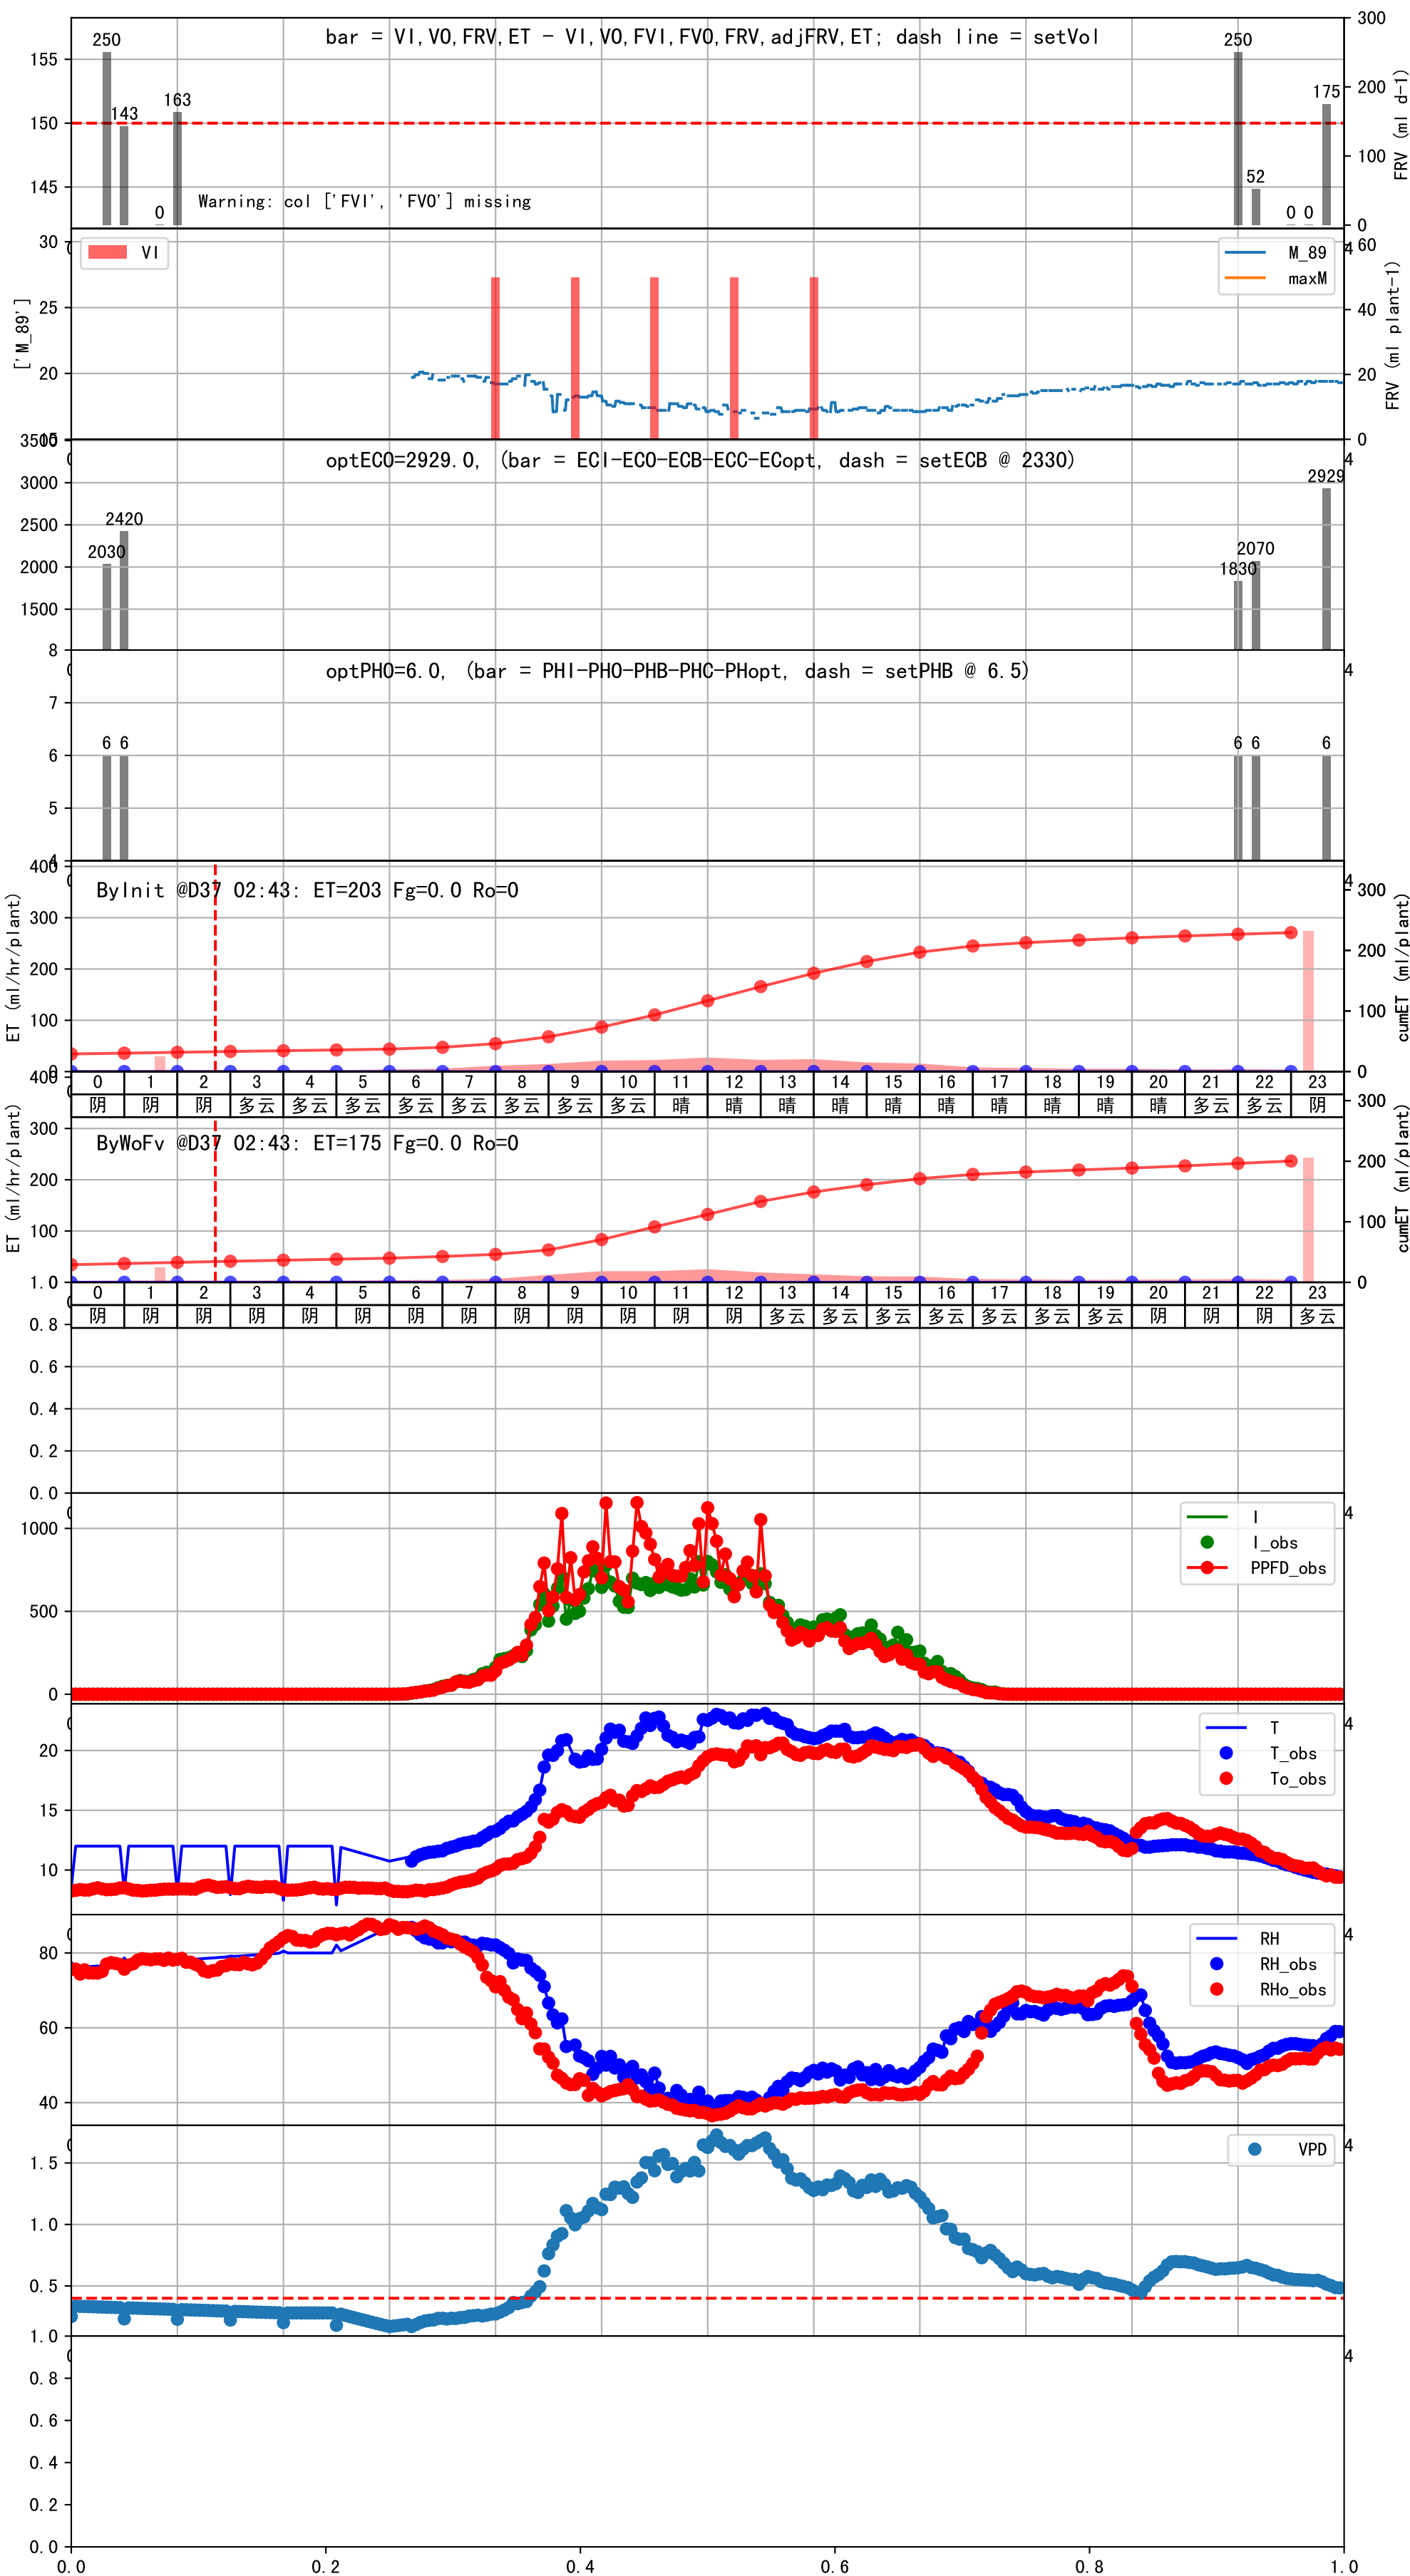 bar = VI,VO,FRV,ET - VI,VO,FVI,FVO,FRV,adjFRV,ET; dash line = setVol
250
143
0
163
250
52
0 0
175
155
150
145
300
200
100
0
FRV (ml d-1)
Warning: col ['FVI', 'FVO'] missing
VI
M_89
maxM
['M_89']
30
25
20
15
60
40
20
0
FRV (ml plant-1)
optECO=2929.0, (bar = ECI-ECO-ECB-ECC-ECopt, dash = setECB @ 2330)
3500
3000
2500
2000
1500
2030
2420
1830
2070
2929
optPHO=6.0, (bar = PHI-PHO-PHB-PHC-PHopt, dash = setPHB @ 6.5)
8
7
6
5
4
6 6
6 6
6
ByInit @D37 02:43: ET=203 Fg=0.0 Ro=0
ET (ml/hr/plant)
400
300
200
100
0
300
200
100
0
cumET (ml/plant)
0 1 2 3 4 5 6 7 8 9 10 11 12 13 14 15 16 17 18 19 20 21 22 23
阴 阴 阴 多云 多云 多云 多云 多云 多云 多云 多云 晴 晴 晴 晴 晴 晴 晴 晴 晴 晴 多云 多云 阴
ByWoFv @D37 02:43: ET=175 Fg=0.0 Ro=0
ET (ml/hr/plant)
400
300
200
100
300
200
100
0
cumET (ml/plant)
0 1 2 3 4 5 6 7 8 9 10 11 12 13 14 15 16 17 18 19 20 21 22 23
阴 阴 阴 阴 阴 阴 阴 阴 阴 阴 阴 阴 阴 多云 多云 多云 多云 多云 多云 多云 阴 阴 阴 多云
1.0
0.8
0.6
0.4
0.2
0.0
I
I_obs
PPFD_obs
1000
500
0
T
T_obs
To_obs
20
15
10
RH
RH_obs
RHo_obs
80
60
40
VPD
1.5
1.0
0.5
1.0
0.8
0.6
0.4
0.2
0.0
0.0 0.2 0.4 0.6 0.8 1.0